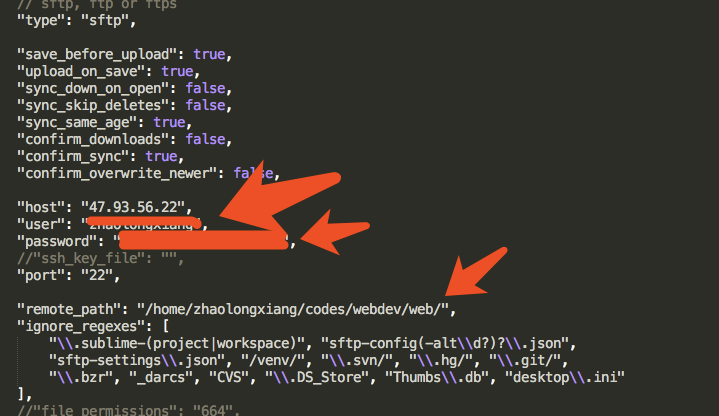 // sftp, ftp or ftps
"type": "sftp",
"save_before_upload": true,
"upload_on_save": true,
"sync_down_on_open": false,
"sync_skip_deletes": false,
"sync_same_age": true,
"confirm_downloads": false,
"confirm_sync": true,
"confirm_overwrite_newer": false,
"host": "47.93.56.22",
"user": "
"password": "
//"ssh_key_file": "",
"port": "22",
"remote_path": "/home/zhaolongxiang/codes/webdev/web/",
"ignore_regexes": [
"\\.sublime-(project|workspace)", "sftp-config(-alt\\d?)?\\.json",
"sftp-settings\\.json", "/venv/", "\\.svn/", "\\.hg/", "\\.git/",
"\\.bzr", "_darcs", "CVS", "\\.DS_Store", "Thumbs\\.db", "desktop\\.ini"
],
//"file_permissions": "664",